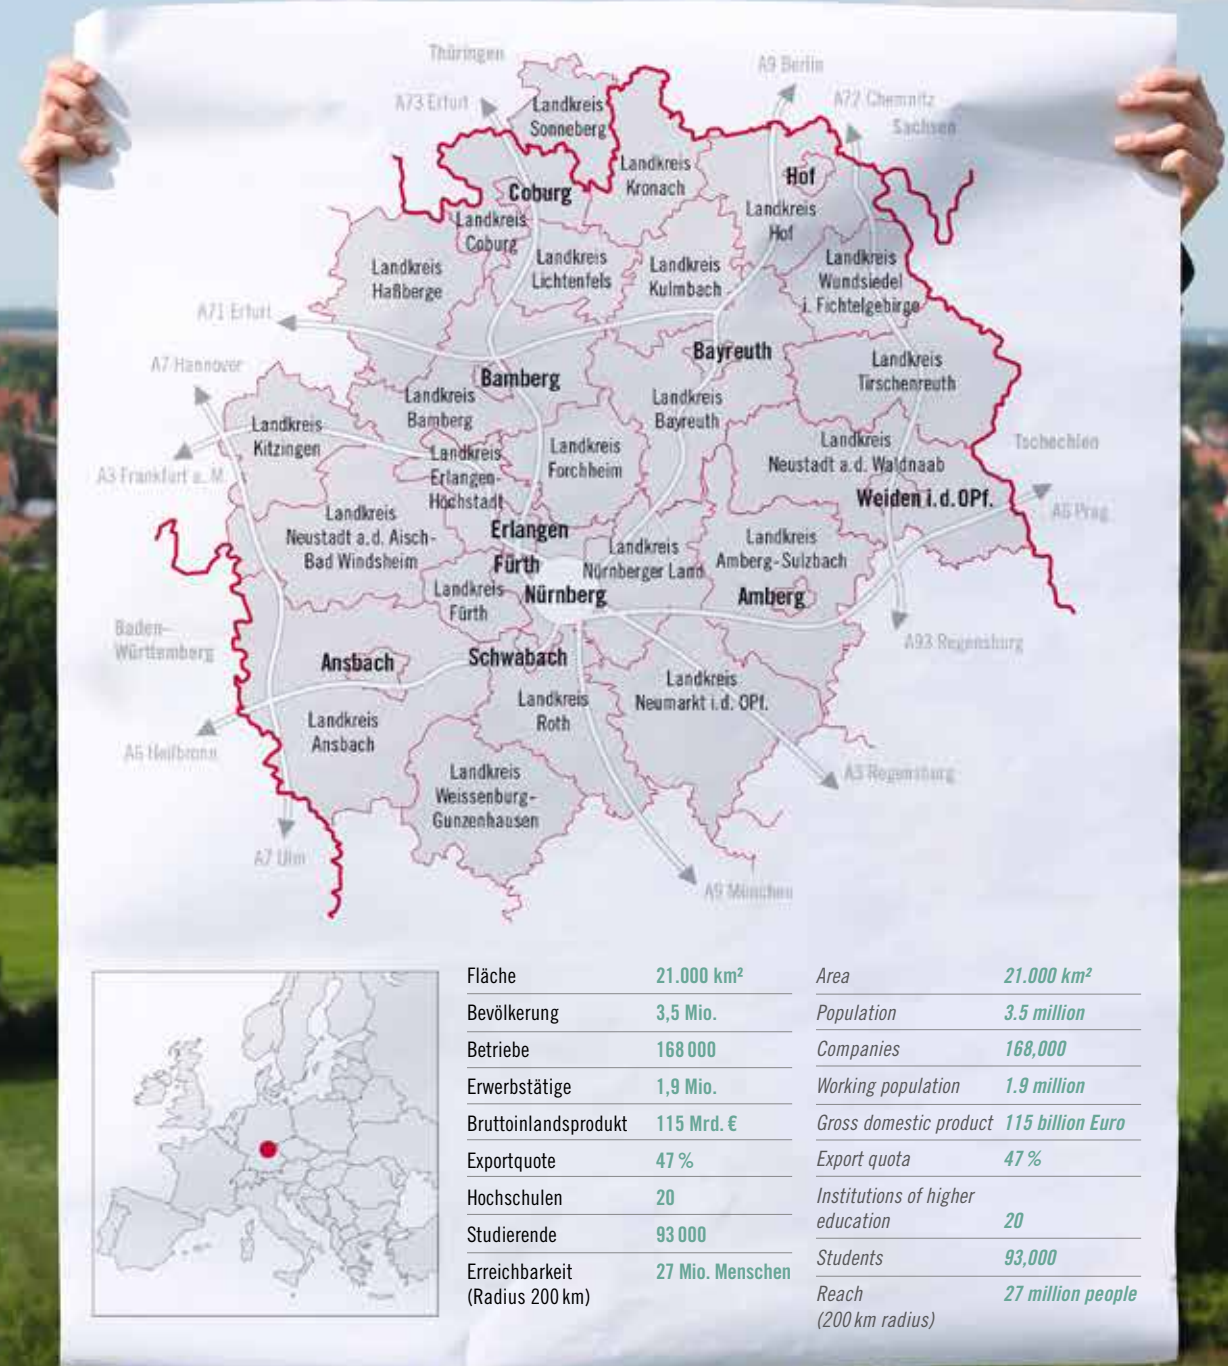 Thüringen
A9 Berlin
A73 Erfurt
A72 Chemnitz
Sachsen
Landkreis
Sonneberg
Landkreis
Kronach
Hof
Coburg
Landkreis
Hof
Landkreis
Coburg
Landkreis
Haßberge
Landkreis
Lichtenfels
Landkreis
Kulmbach
Landkreis
Wundsiedel
i. Fichtelgebirge
A71 Erfurt
A7 Hannover
Bayreuth
Landkreis
Tirschenreuth
Bamberg
Landkreis
Bamberg
Landkreis
Bayreuth
Landkreis
Kitzingen
Landkreis
Forchheim
Landkreis
Neustadt a.d. Waldnaab
Tschechien
A3 Frankfurt a. M.
Landkreis
Erlangen-
Höchstadt
Weiden i.d.OPf.
A6 Prag
Landkreis
Neustadt a.d. Aisch-
Bad Windsheim
Erlangen
Landkreis
Nürnberger Land
Landkreis
Amberg-Sulzbach
Fürth
Landkreis
Fürth
Nürnberg
Amberg
Baden-
Württemberg
A93 Regensburg
Ansbach
Schwabach
Landkreis
Neumarkt i.d. OPf.
Landkreis
Roth
Landkreis
Ansbach
A6 Heilbronn
Landkreis
Weissenburg-
Gunzenhausen
A3 Regensburg
A7 Ulm
A9 München
Fläche 21.000 km²
Bevölkerung 3,5 Mio.
Betriebe 168 000
Erwerbstätige 1,9 Mio.
Bruttoinlandsprodukt 115 Mrd. €
Exportquote 47 %
Hochschulen 20
Studierende 93 000
Erreichbarkeit 27 Mio. Menschen
(Radius 200 km)
Area 21.000 km²
Population 3.5 million
Companies 168,000
Working population 1.9 million
Gross domestic product 115 billion Euro
Export quota 47 %
Institutions of higher
education 20
Students 93,000
Reach 27 million people
(200 km radius)